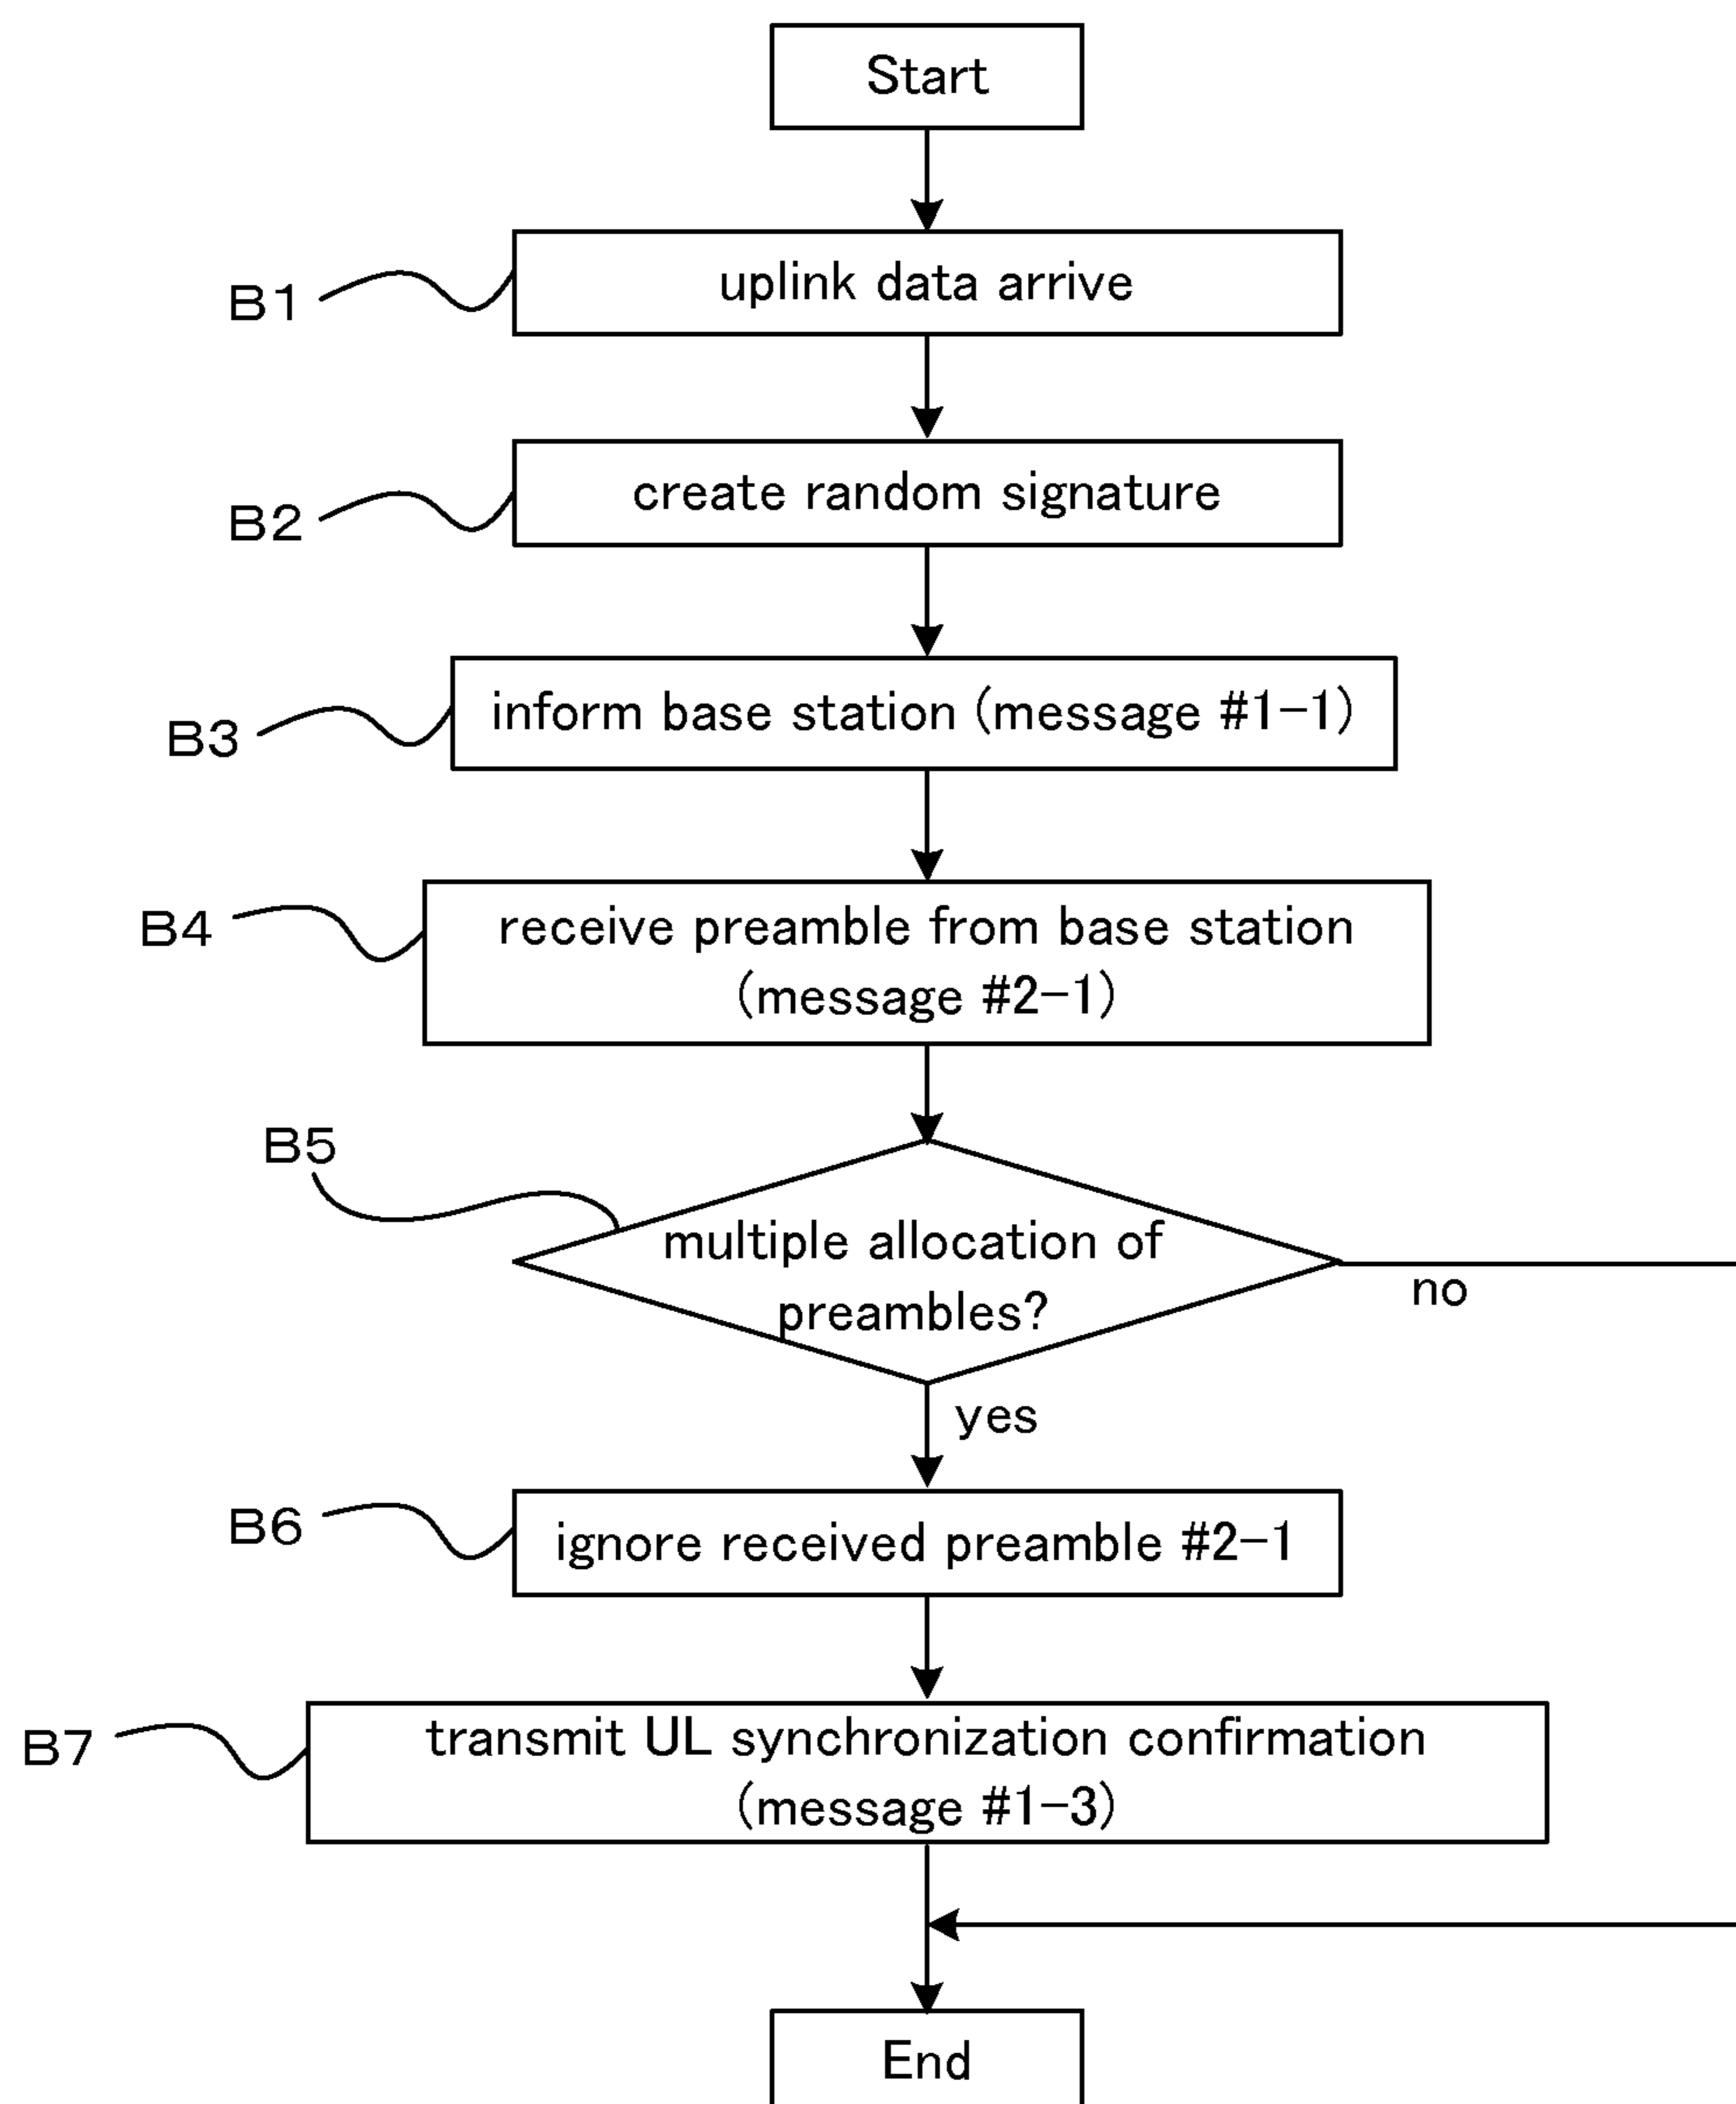 Start
B1
uplink data arrive
B2
create random signature
B3
inform base station (message #1-1)
B4
receive preamble from base station
(message #2-1)
B5
multiple allocation of
preambles?
no
yes
B6
ignore received preamble #2-1
B7
transmit UL synchronization confirmation
(message #1-3)
End